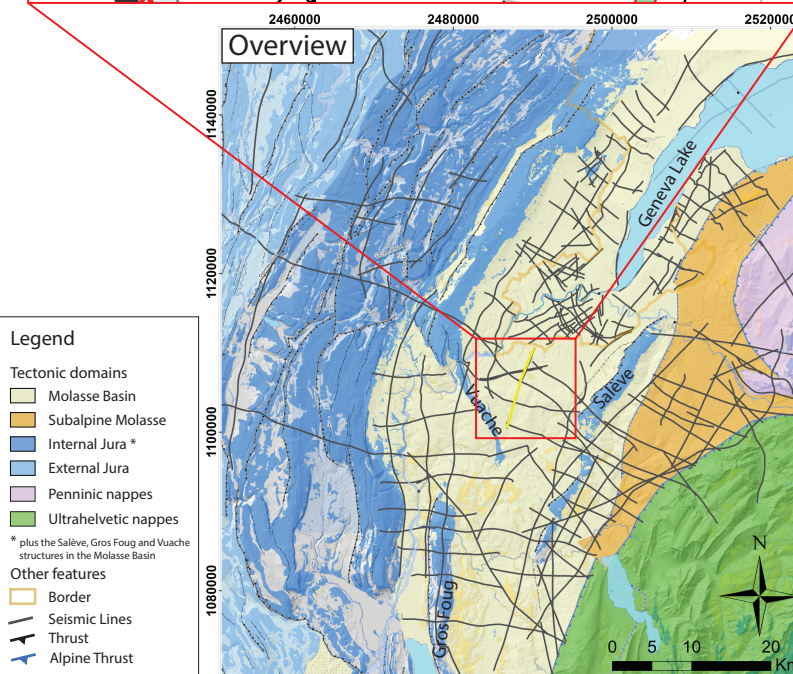 2460000 2480000 2500000 2520000
Overview
1140000
1120000
1100000
1080000
Geneva Lake
Vuache
Salève
Gros Foug
Legend
Tectonic domains
Molasse Basin
Subalpine Molasse
Internal Jura *
External Jura
Penninic nappes
Ultrahelvetic nappes
* plus the Salève, Gros Foug and Vuache
structures in the Molasse Basin
Other features
Border
Seismic Lines
Thrust
Alpine Thrust
N
0 5 10 20
Km